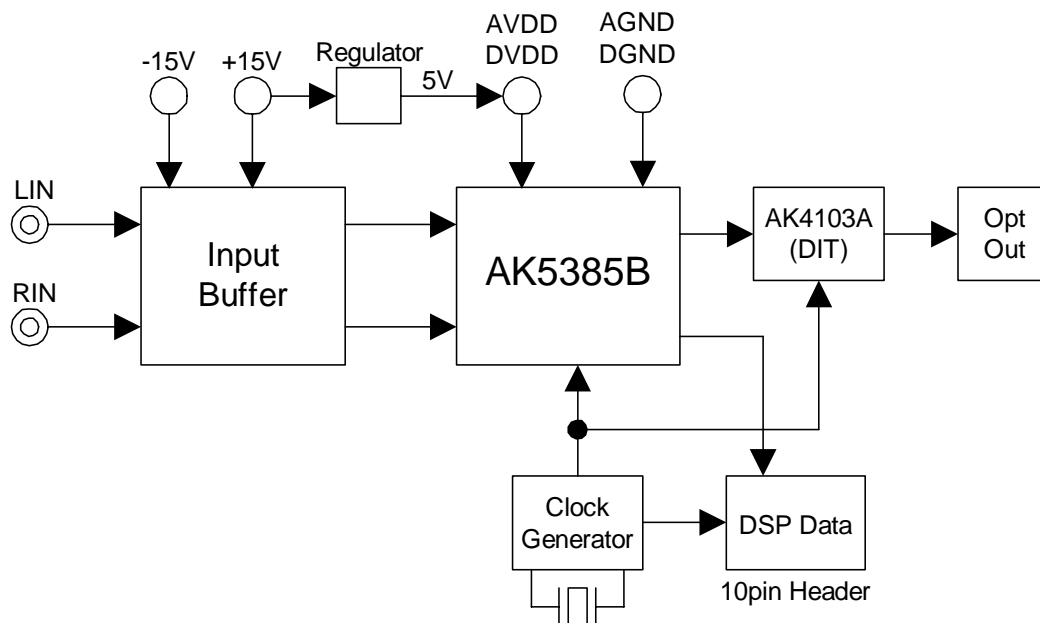 AVDD
DVDD
AGND
DGND
-15V
+15V
Regulator
5V
LIN
RIN
Input
Buffer
AK5385B
AK4103A
(DIT)
Opt
Out
Clock
Generator
DSP Data
10pin Header